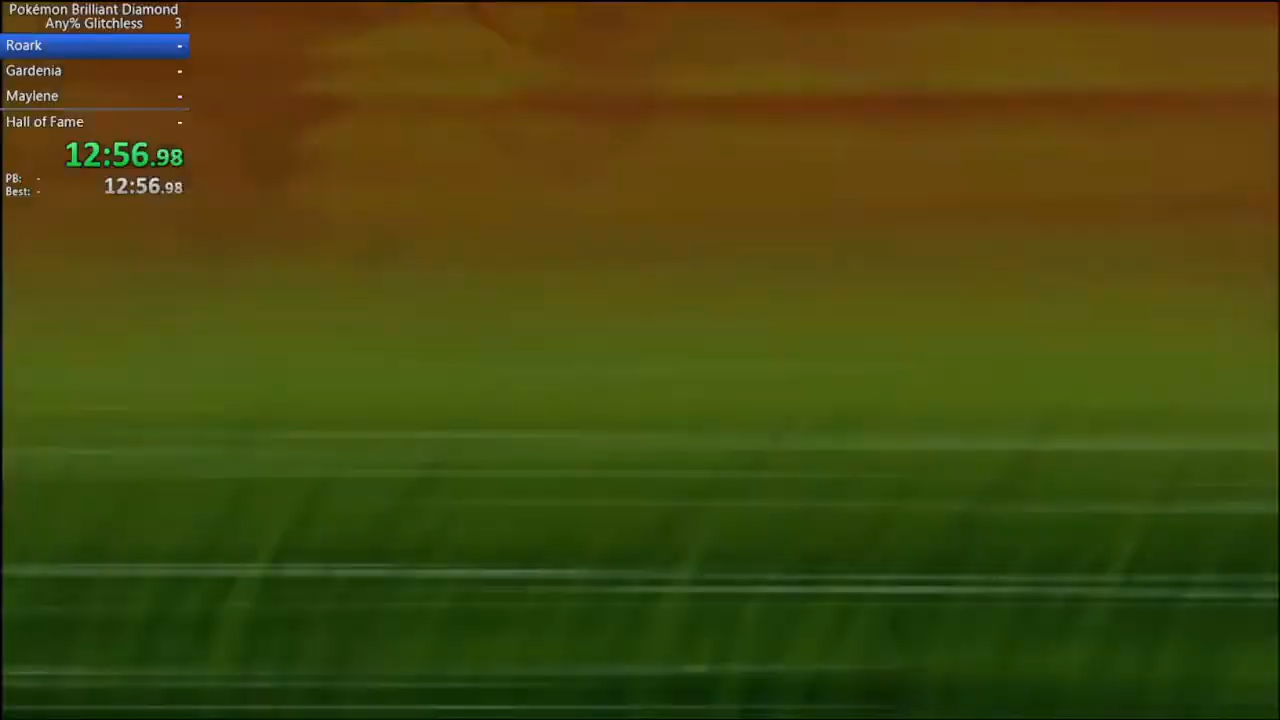 Pokémon Brilliant Diamond
Any% Glitchless 3
Roark -
Gardenia -
Maylene -
Hall of Fame -
12:56.98
PB: -
Best: - 12:56.98